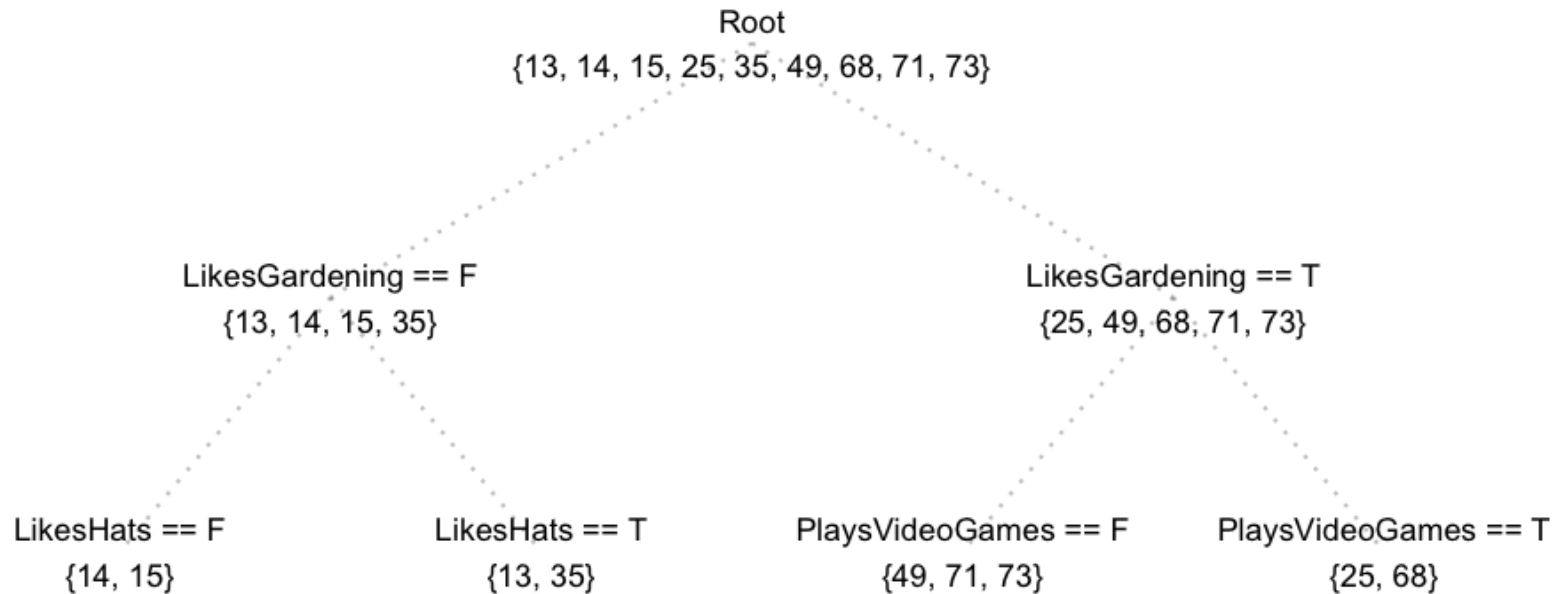 Root
{13, 14, 15, 25, 35, 49, 68, 71, 73}
LikesGardening == F
{13, 14, 15, 35}
LikesGardening == T
{25, 49, 68, 71, 73}
LikesHats == F
{14, 15}
LikesHats == T
{13, 35}
PlaysVideoGames == F
{49, 71, 73}
PlaysVideoGames == T
{25, 68}